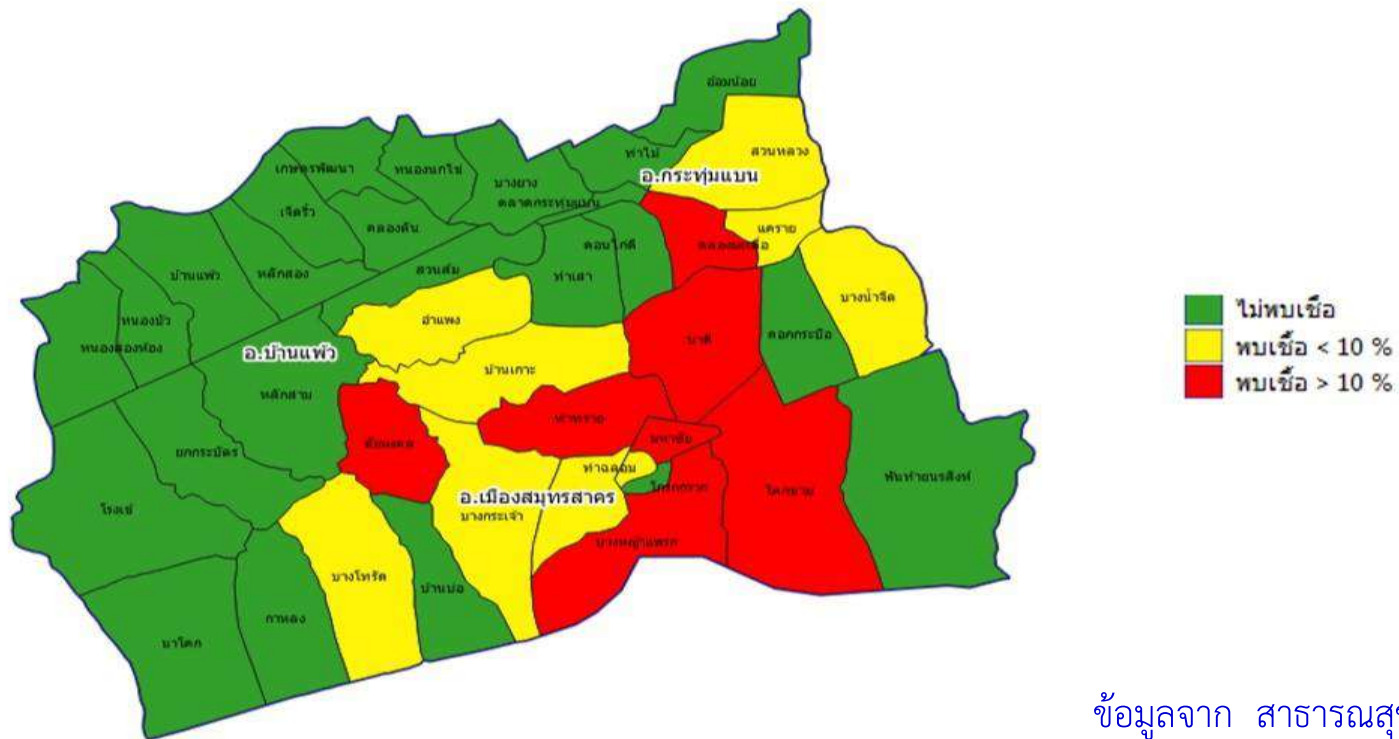 อ้อมน้อย
สวนหลวง
ท่าไม้
อ.กระทุ่มแบน
เกษตรพัฒนา
หนองนกไข่
บางยาง
ตลาดกระทุ่มแบน
เจ็ดริ้ว
คลองตัน
แคราย
ดอนไก่ดี
สวนส้ม
ท่าเสา
บ้านแพ้ว
หลักสอง
บางน้ำจืด
หนองบัว
หนองสองห้อง
อำแพง
นาดี
คอกกระบือ
อ.บ้านแพ้ว
บ้านเกาะ
หลักสาม
ท่าทราย
ชัยมงคล
มหาชัย
ยกกระบัตร
ท่าฉลอม
โกรกกราก
โคกขาม
พันท้ายนรสิงห์
อ.เมืองสมุทรสาคร
โรงเข้
บางกระเจ้า
บางหญ้าแพรก
บางโทรัด
บ้านบ่อ
กาหลง
นาโคก
ไม่พบเชื้อ
พบเชื้อ < 10 %
พบเชื้อ > 10 %
ข้อมูลจาก สาธารณสุข